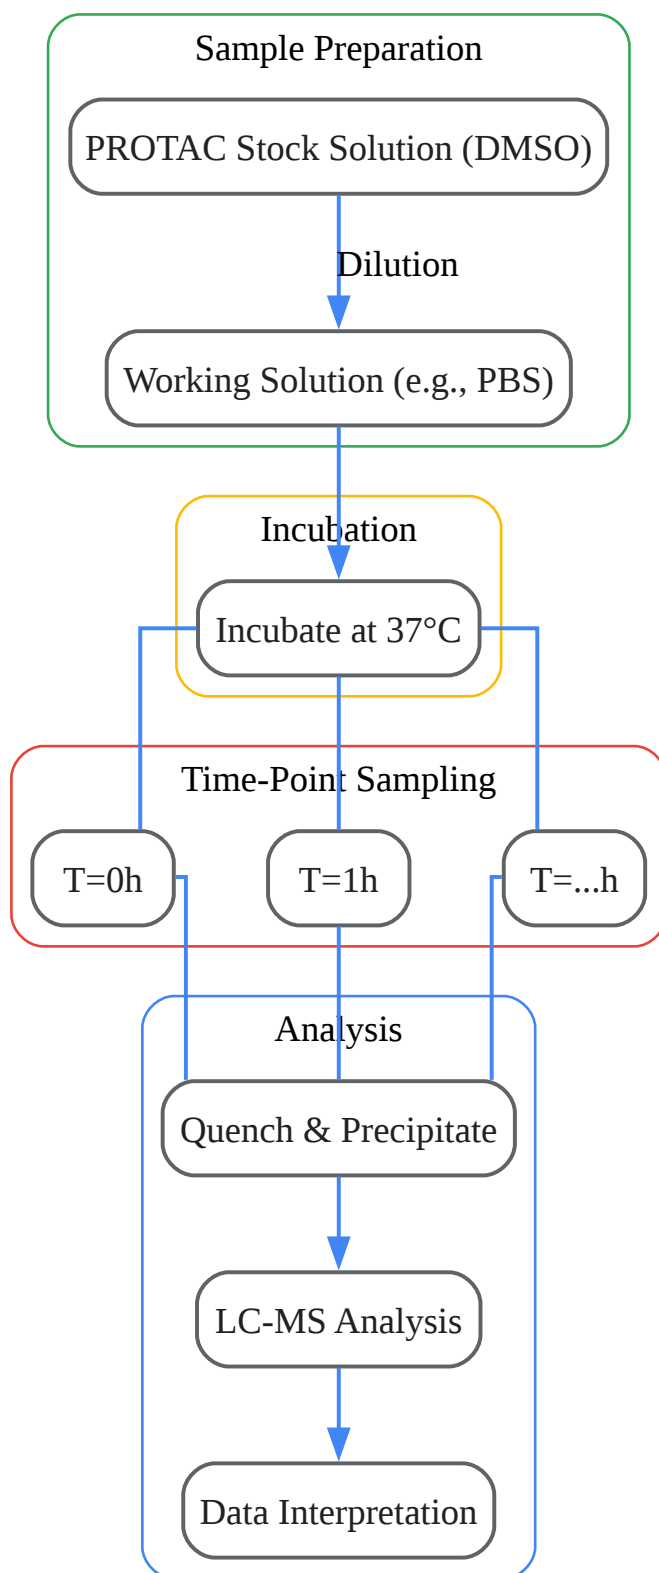 Sample Preparation
PROTAC Stock Solution (DMSO)
Dilution
Working Solution (e.g., PBS)
Incubation
Incubate at 37°C
Time-Point Sampling
T=0h
T=1h
T=...h
Analysis
Quench & Precipitate
LC-MS Analysis
Data Interpretation